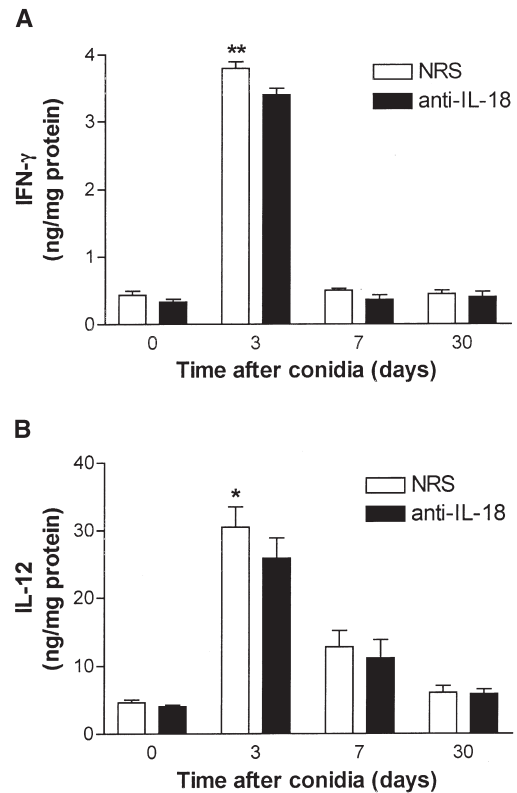 A
IFN-γ
(ng/mg protein)
4
3
2
1
0
**
NRS
anti-IL-18
0 3 7 30
Time after conidia (days)
B
IL-12
(ng/mg protein)
40
30
20
10
0
*
NRS
anti-IL-18
0 3 7 30
Time after conidia (days)